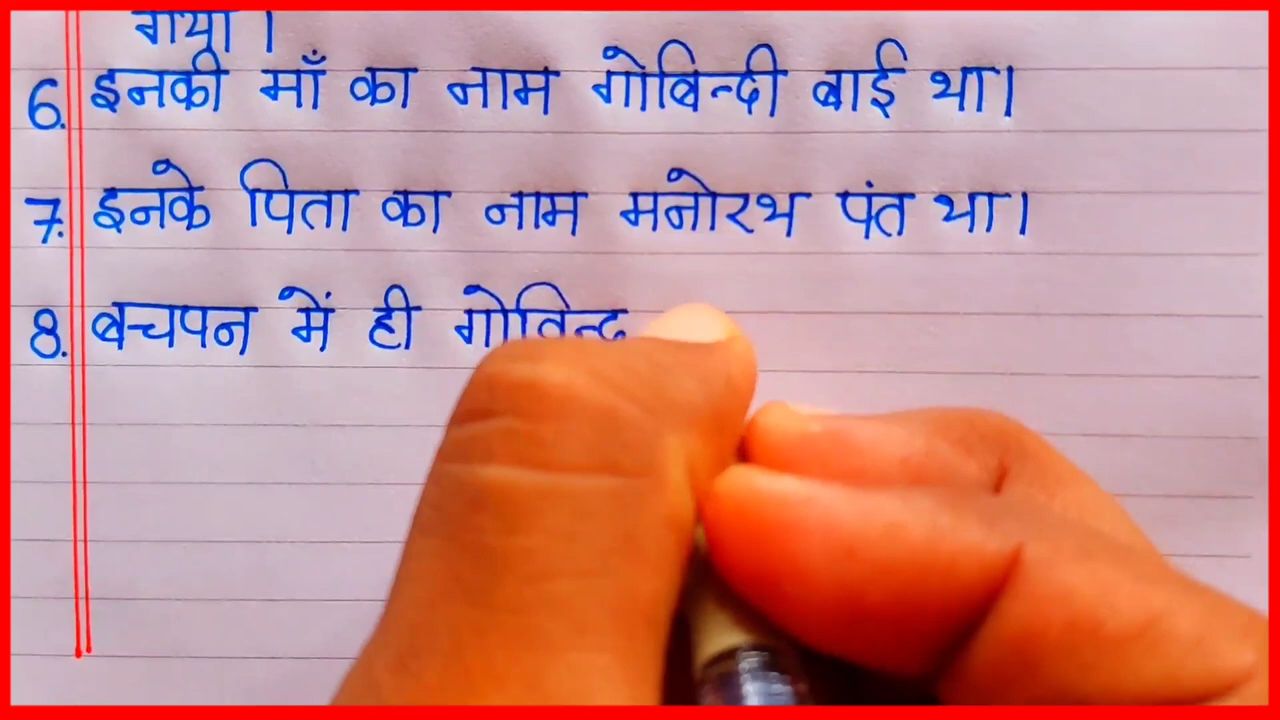 गया।
6. इनकी माँ का नाम गोबिन्दी बाई था।
7. इनके पिता का नाम मनोरथ पंत था।
8. बचपन में ही गोविन्द